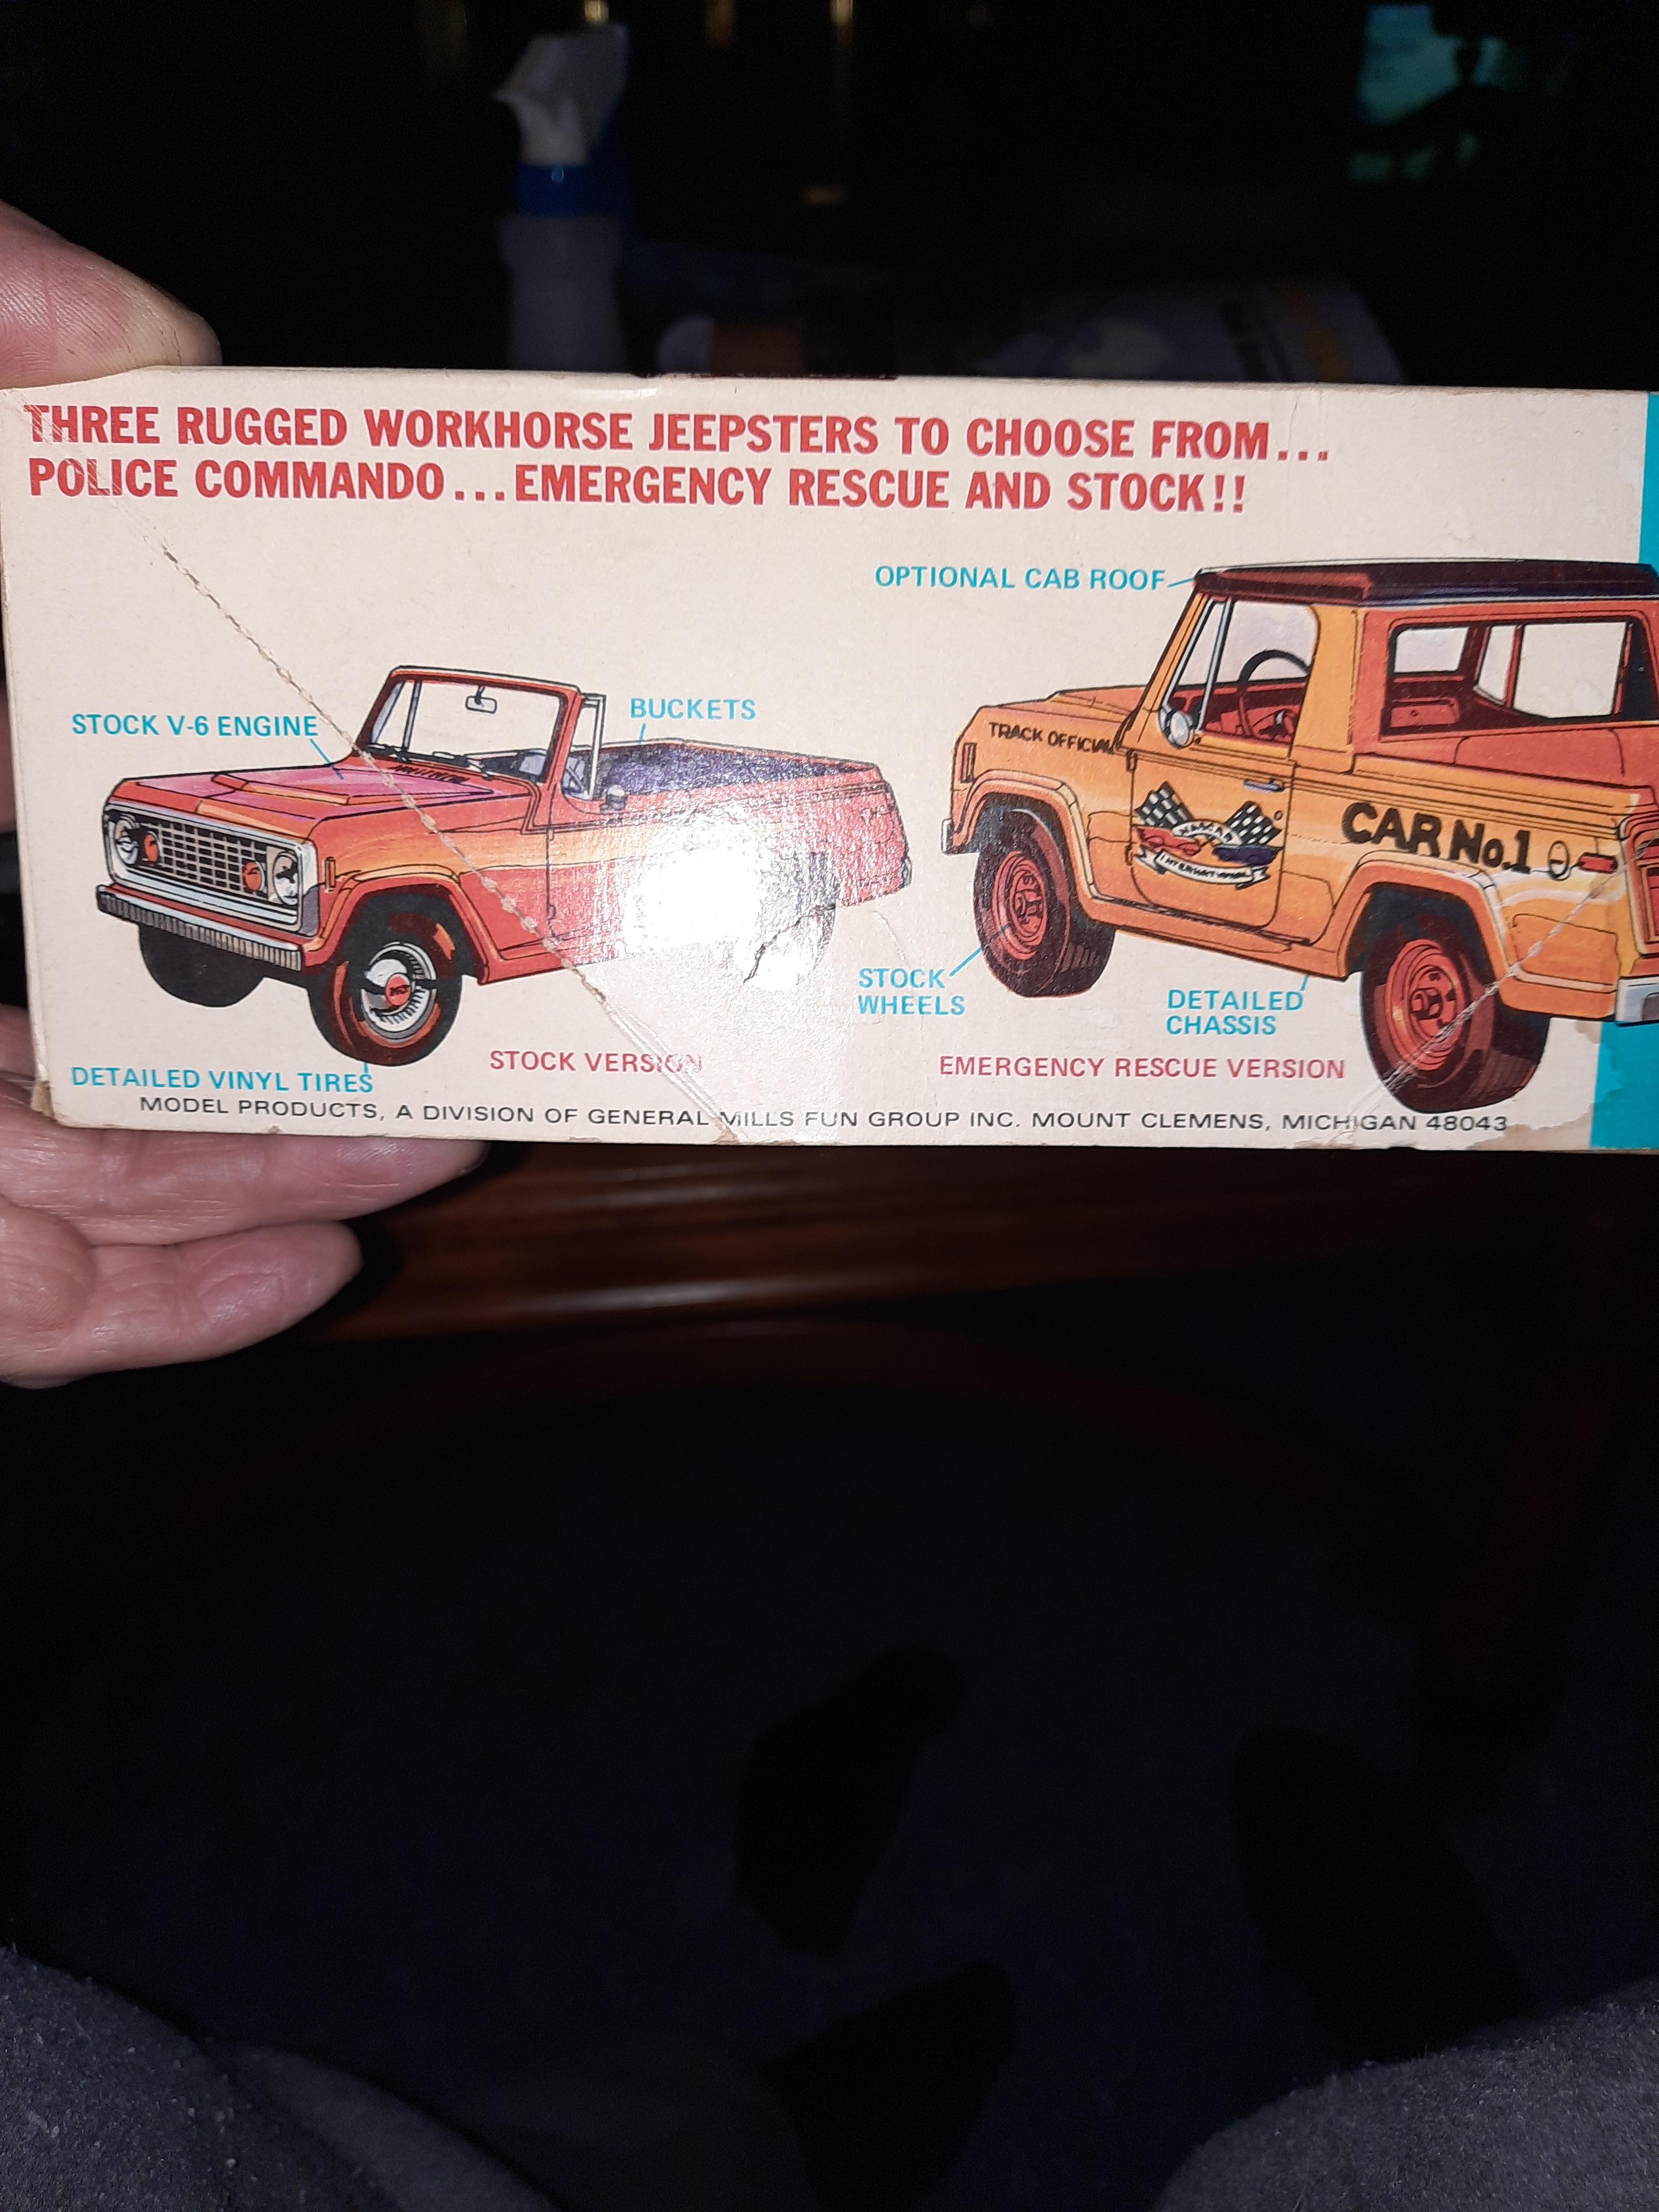 THREE RUGGED WORKHORSE JEEPSTERS TO CHOOSE FROM...
POLICE COMMANDO...EMERGENCY RESCUE AND STOCK!!
OPTIONAL CAB ROOF
STOCK V-6 ENGINE
BUCKETS
TRACK OFFICIAL
NASCAR
INTERNATIONAL
CAR No.1
STOCK
WHEELS
DETAILED
CHASSIS
DETAILED VINYL TIRES
STOCK VERSION
EMERGENCY RESCUE VERSION
MODEL PRODUCTS, A DIVISION OF GENERAL MILLS FUN GROUP INC. MOUNT CLEMENS, MICHIGAN 48043